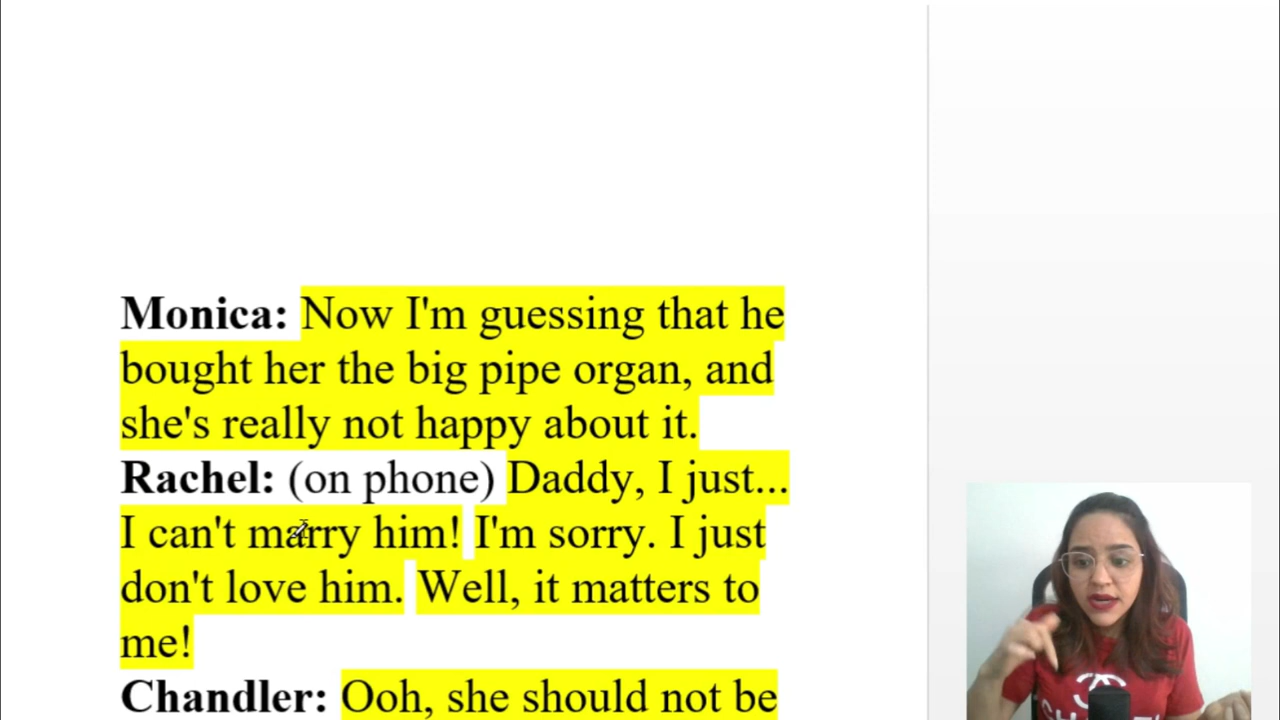 Monica: Now I'm guessing that he
bought her the big pipe organ, and
she's really not happy about it.
Rachel: (on phone) Daddy, I just...
I can't marry him! I'm sorry. I just
don't love him. Well, it matters to
me!
Chandler: Ooh, she should not be